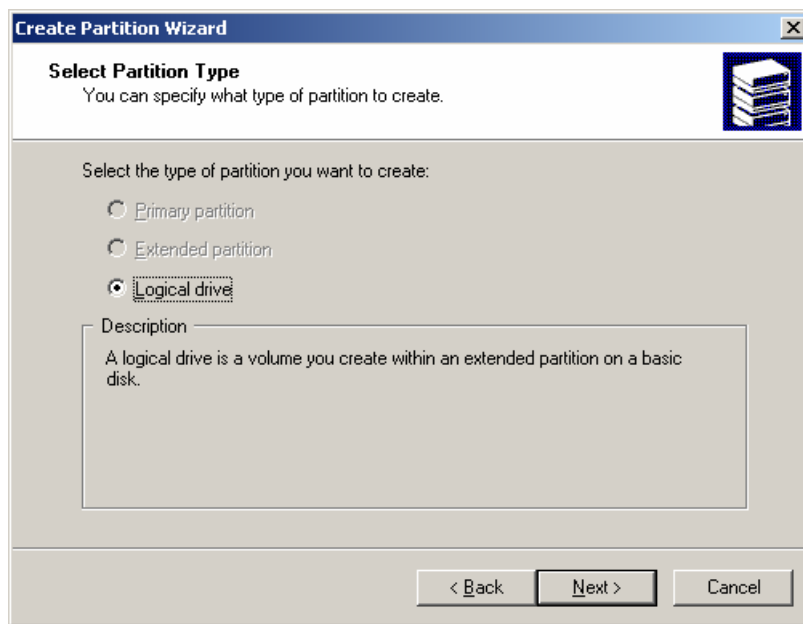 Create Partition Wizard
Select Partition Type
You can specify what type of partition to create.
Select the type of partition you want to create:
Primary partition
Extended partition
Logical drive
Description
A logical drive is a volume you create within an extended partition on a basic
disk.
< Back Next > Cancel